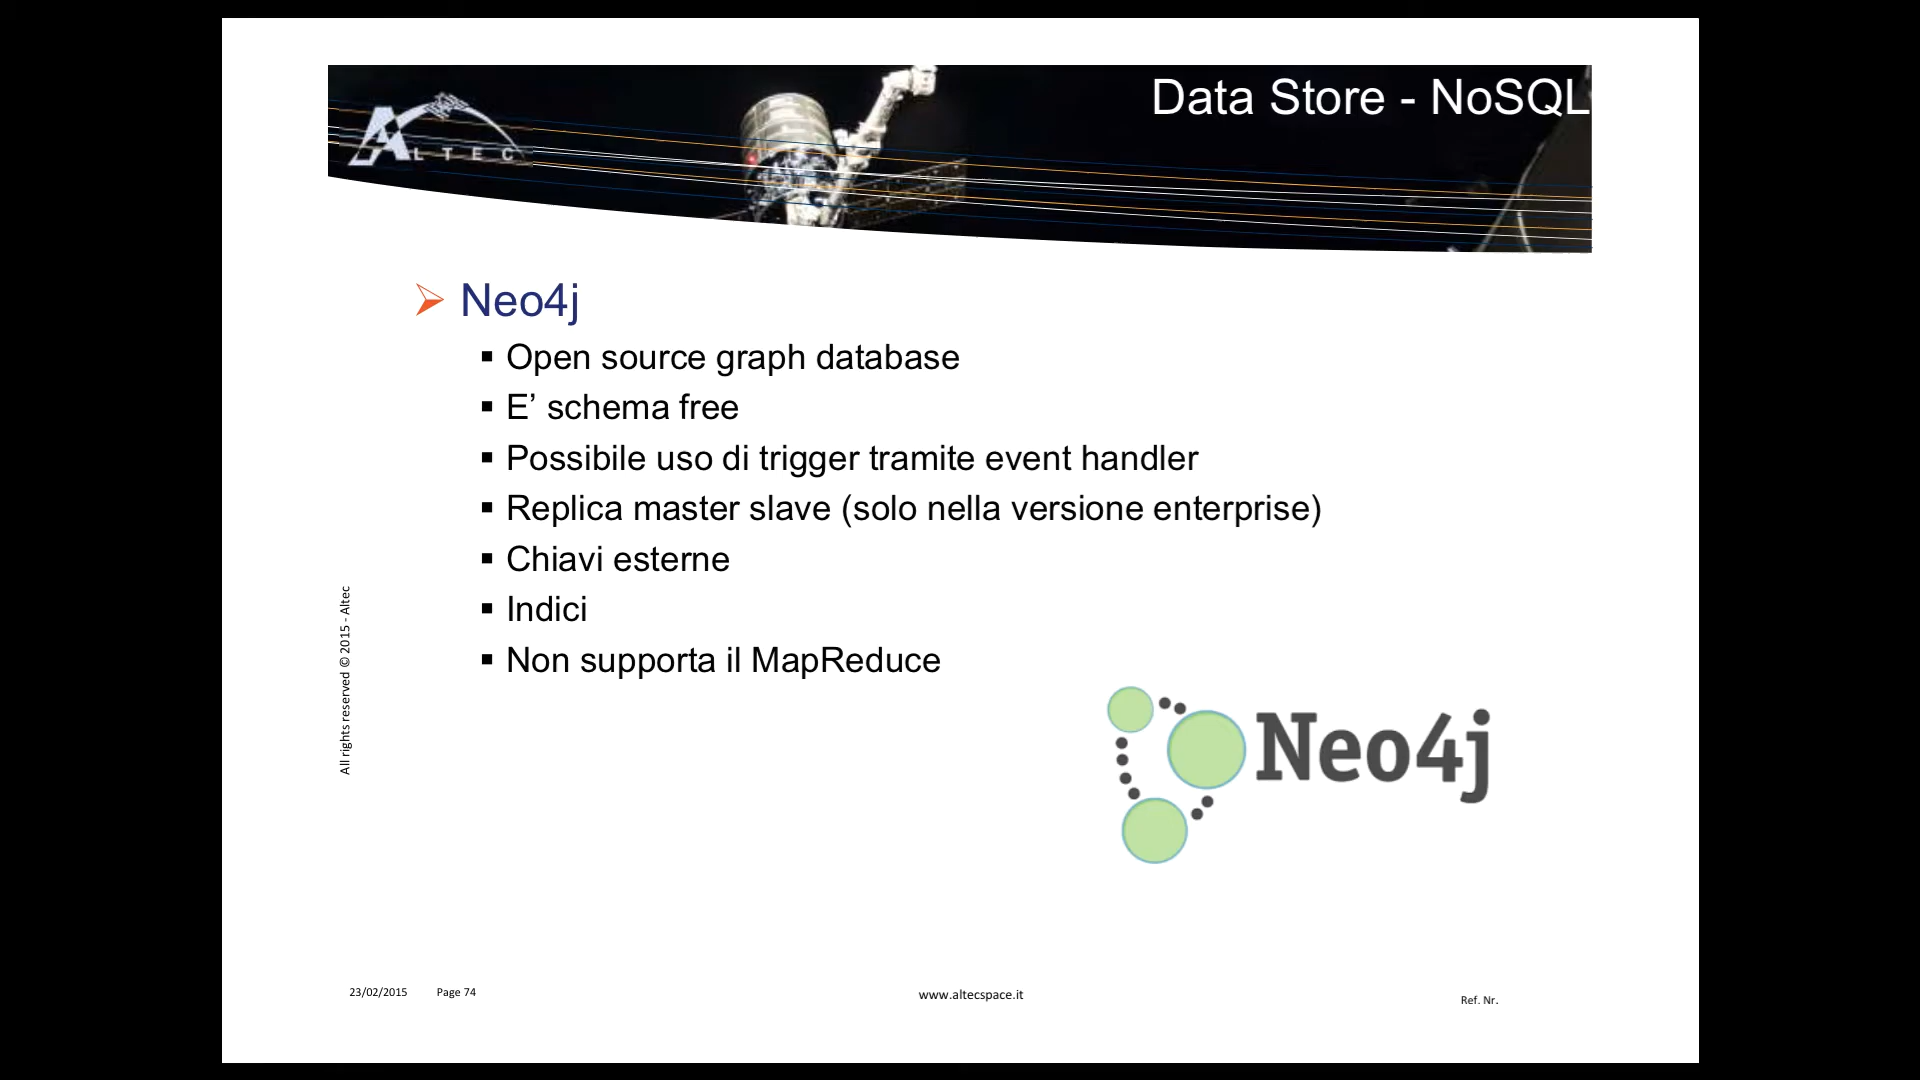 Data Store - NoSQL
ALTEC
Neo4j
Open source graph database
E’ schema free
Possibile uso di trigger tramite event handler
Replica master slave (solo nella versione enterprise)
Chiavi esterne
Indici
Non supporta il MapReduce
Neo4j
All rights reserved © 2015 - Altec
23/02/2015 Page 74
www.altecspace.it
Ref. Nr.